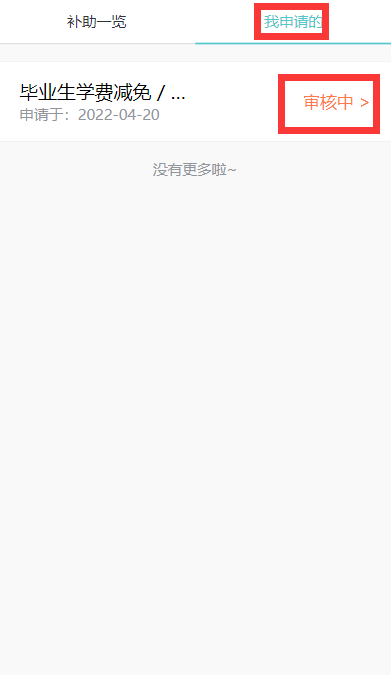 补助一览
我申请的
毕业生学费减免 / ...
审核中 >
申请于：2022-04-20
没有更多啦~